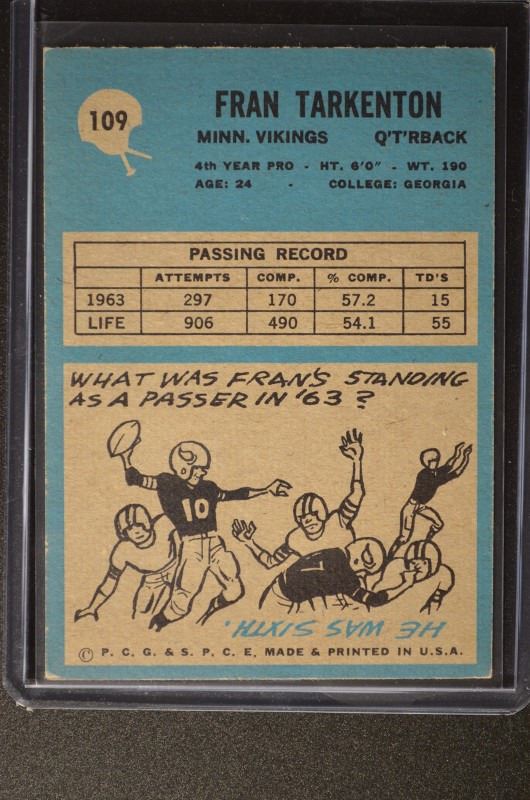 109
FRAN TARKENTON
MINN. VIKINGS Q'T'RBACK
4th YEAR PRO - HT. 6'0" - WT. 190
AGE: 24 - COLLEGE: GEORGIA
PASSING RECORD
ATTEMPTS COMP. % COMP. TD'S
1963 297 170 57.2 15
LIFE 906 490 54.1 55
WHAT WAS FRAN'S STANDING
AS A PASSER IN '63?
10
7
HE WAS SIXTH.
© P. C. G. & S. P. C. E. MADE & PRINTED IN U.S.A.